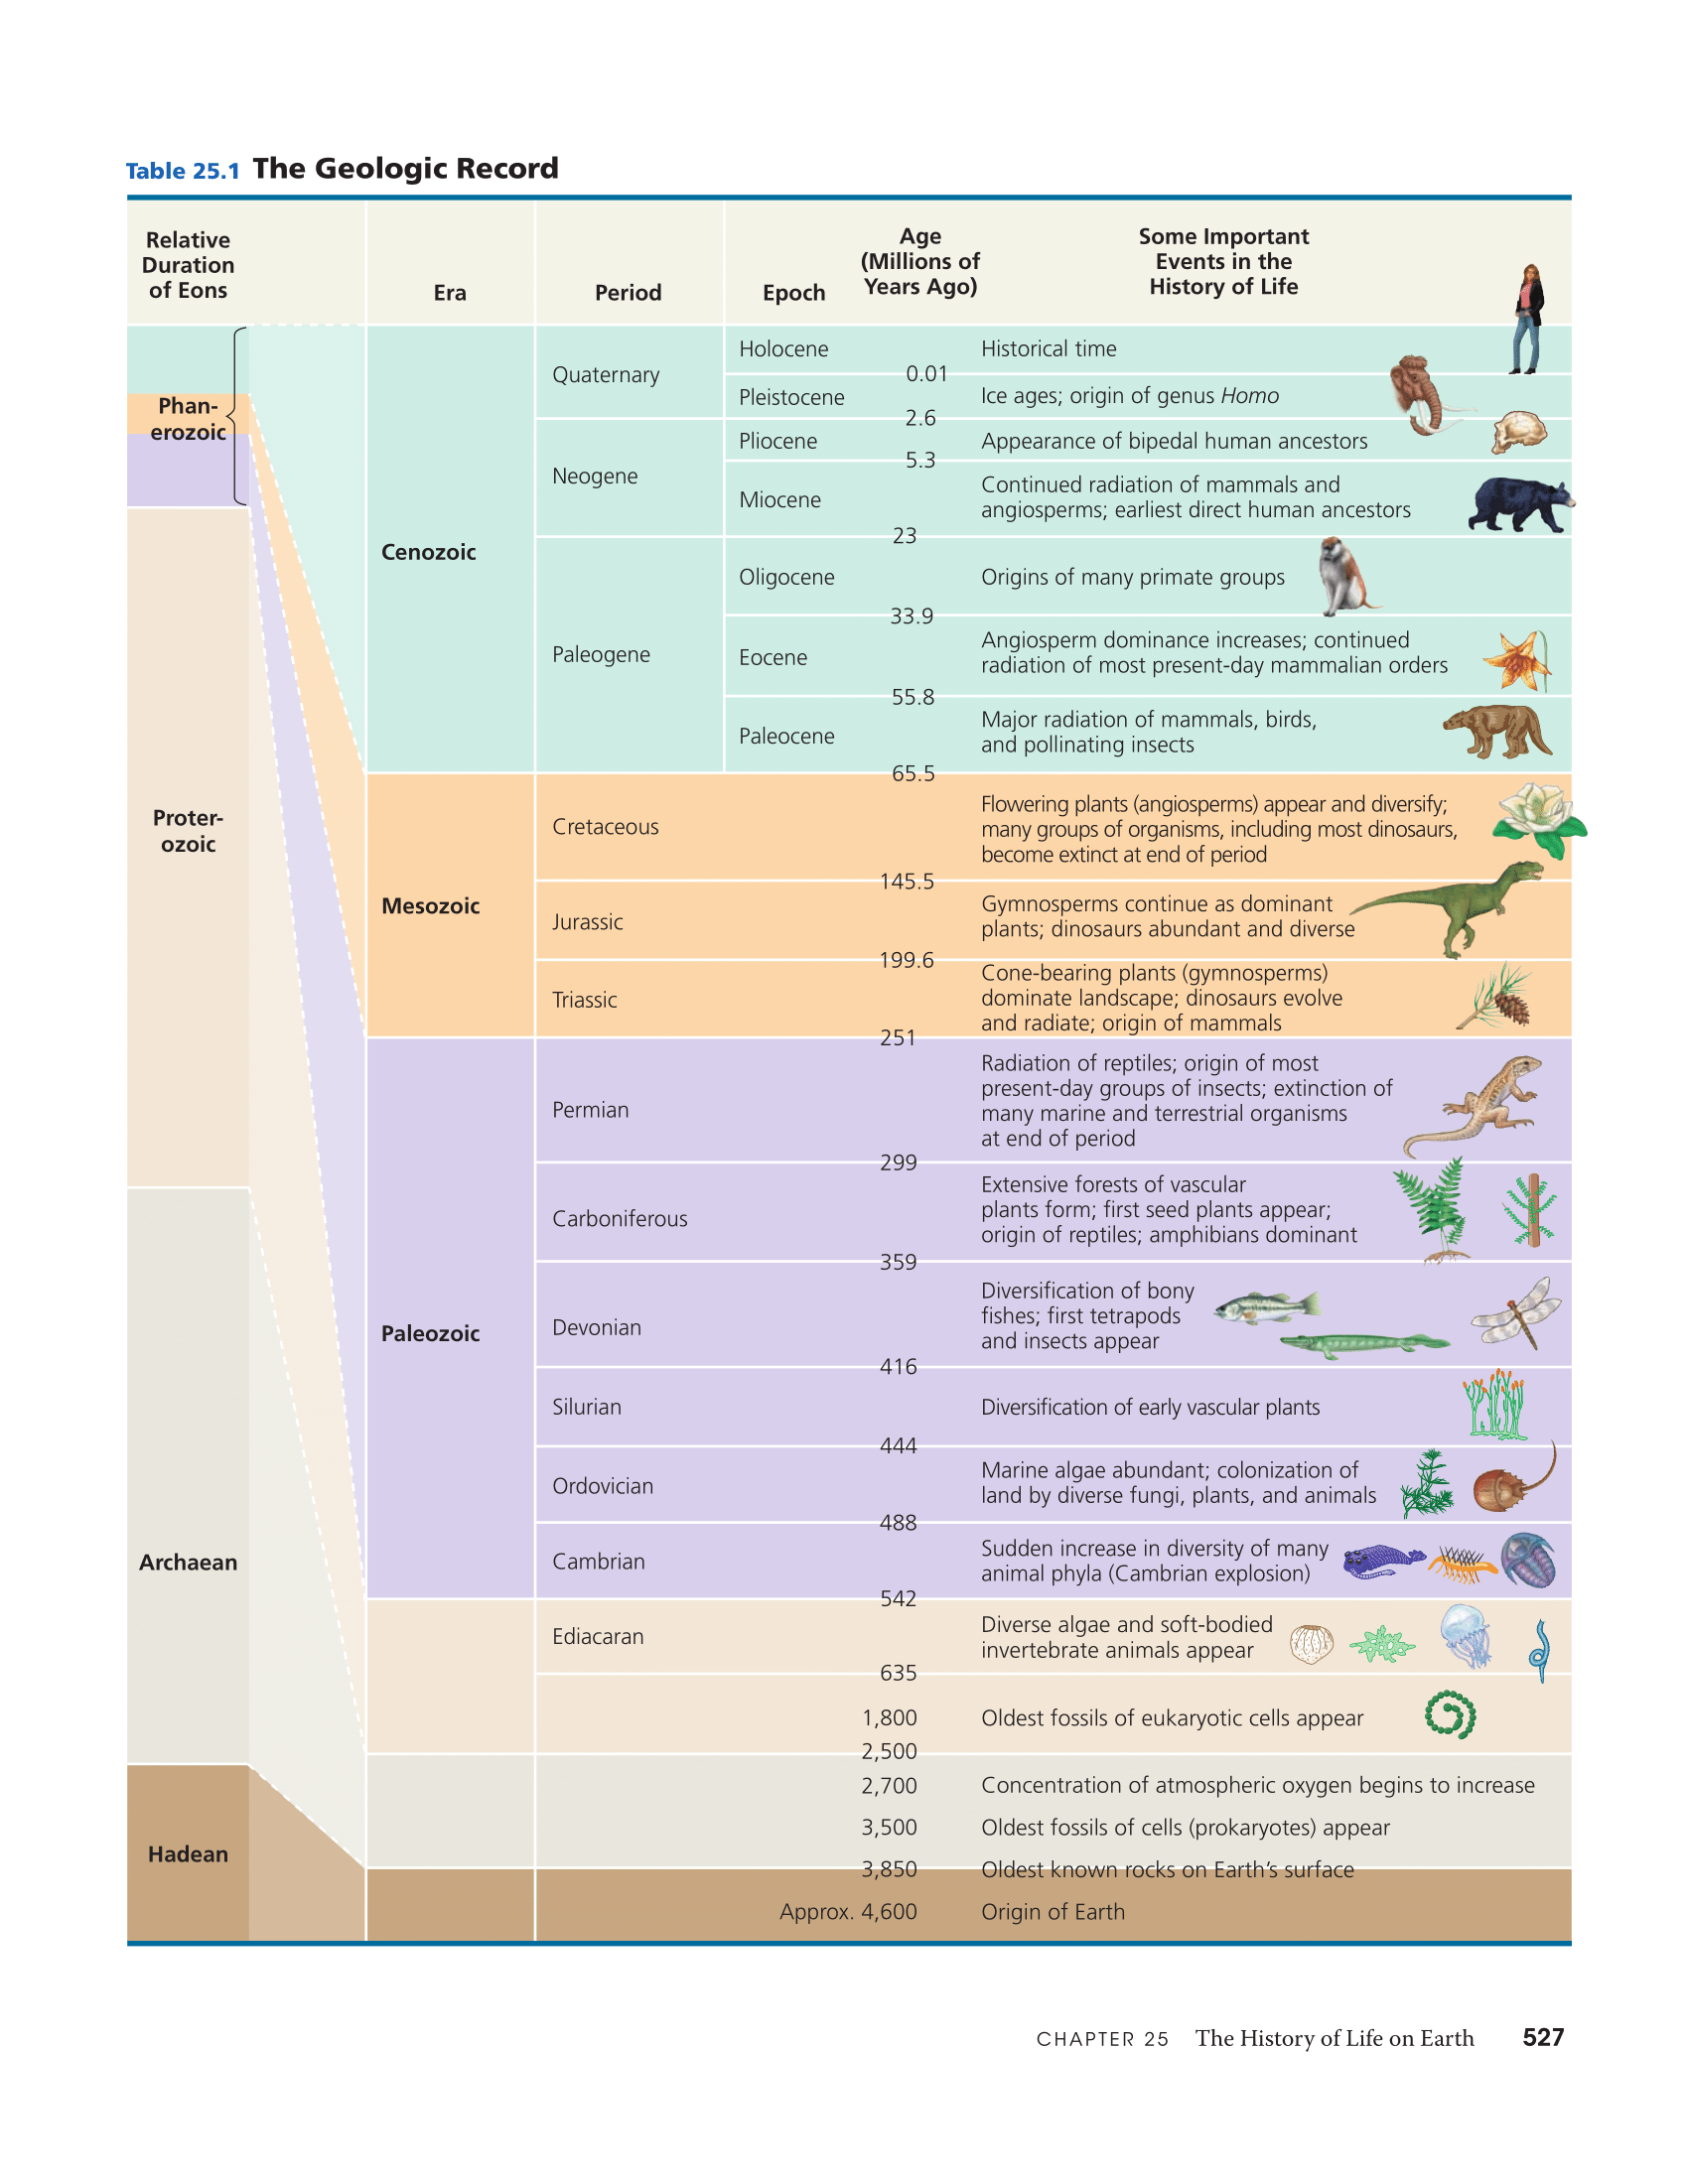 Table 25.1 The Geologic Record
Relative
Duration
of Eons
Era
Period
Epoch
Age
(Millions of
Years Ago)
Some Important
Events in the
History of Life
Phan-
erozoic
Proter-
ozoic
Archaean
Hadean
Cenozoic
Quaternary
Holocene
Historical time
0.01
Pleistocene
Ice ages; origin of genus Homo
2.6
Neogene
Pliocene
Appearance of bipedal human ancestors
5.3
Miocene
Continued radiation of mammals and
angiosperms; earliest direct human ancestors
23
Paleogene
Oligocene
Origins of many primate groups
33.9
Eocene
Angiosperm dominance increases; continued
radiation of most present-day mammalian orders
55.8
Paleocene
Major radiation of mammals, birds,
and pollinating insects
65.5
Mesozoic
Cretaceous
Flowering plants (angiosperms) appear and diversify;
many groups of organisms, including most dinosaurs,
become extinct at end of period
145.5
Jurassic
Gymnosperms continue as dominant
plants; dinosaurs abundant and diverse
199.6
Triassic
Cone-bearing plants (gymnosperms)
dominate landscape; dinosaurs evolve
and radiate; origin of mammals
251
Paleozoic
Permian
Radiation of reptiles; origin of most
present-day groups of insects; extinction of
many marine and terrestrial organisms
at end of period
299
Carboniferous
Extensive forests of vascular
plants form; first seed plants appear;
origin of reptiles; amphibians dominant
359
Devonian
Diversification of bony
fishes; first tetrapods
and insects appear
416
Silurian
Diversification of early vascular plants
444
Ordovician
Marine algae abundant; colonization of
land by diverse fungi, plants, and animals
488
Cambrian
Sudden increase in diversity of many
animal phyla (Cambrian explosion)
542
Ediacaran
Diverse algae and soft-bodied
invertebrate animals appear
635
1,800 Oldest fossils of eukaryotic cells appear
2,500
2,700 Concentration of atmospheric oxygen begins to increase
3,500 Oldest fossils of cells (prokaryotes) appear
3,850 Oldest known rocks on Earth's surface
Approx. 4,600 Origin of Earth
CHAPTER 25 The History of Life on Earth 527